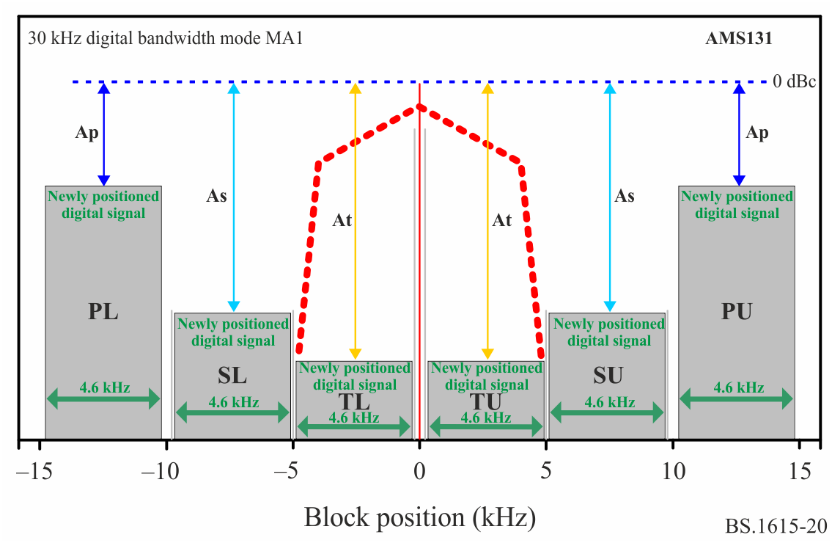 30 kHz digital bandwidth mode MA1
AMS131
0 dBc
Ap
Ap
As
As
At
At
Newly positioned
digital signal
Newly positioned
digital signal
PL
PU
Newly positioned
digital signal
Newly positioned
digital signal
SL
SU
Newly positioned
digital signal
Newly positioned
digital signal
TL
TU
4.6 kHz
4.6 kHz
4.6 kHz
4.6 kHz
4.6 kHz
4.6 kHz
–15
–10
–5
0
5
10
15
Block position (kHz)
BS.1615-20